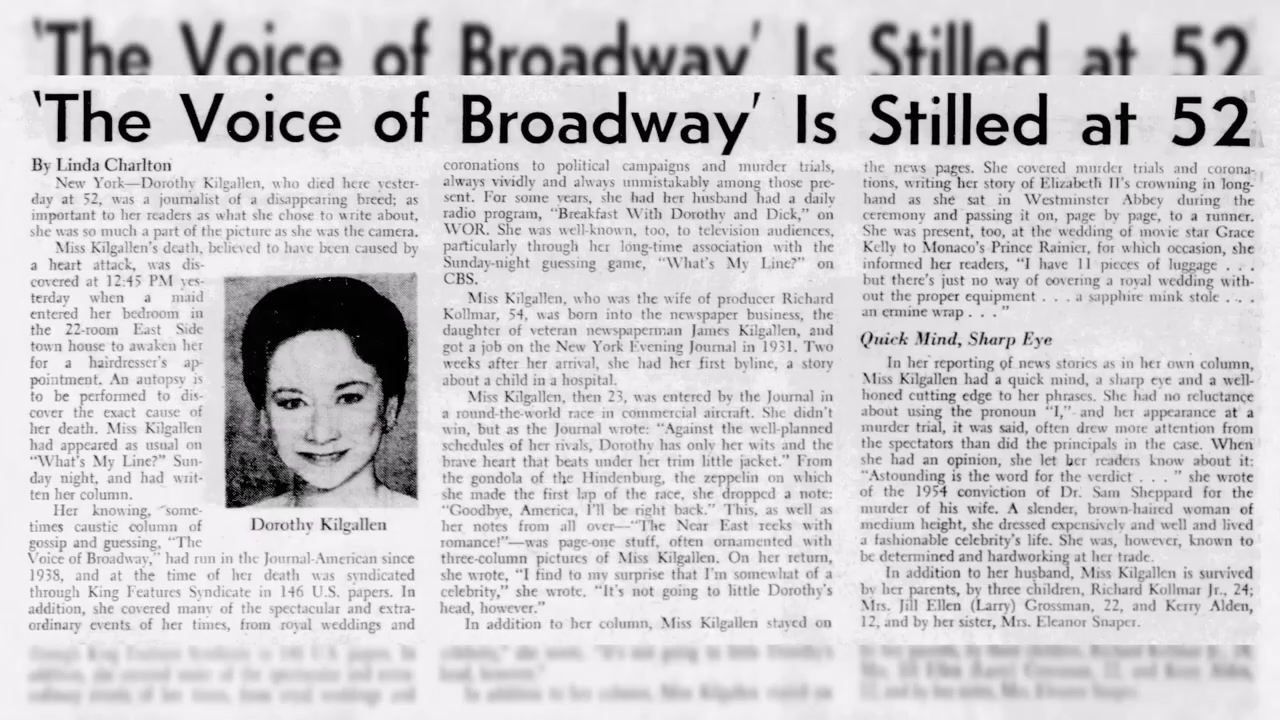 'The Voice of Broadway' Is Stilled at 52
'The Voice of Broadway' Is Stilled at 52
By Linda Charlton
New York—Dorothy Kilgallen, who died here yester-
day at 52, was a journalist of a disappearing breed; as
important to her readers as what she chose to write about,
she was so much a part of the picture as she was the camera.
Miss Kilgallen's death, believed to have been caused by
a heart attack, was dis-
covered at 12:45 PM yes-
terday when a maid
entered her bedroom in
the 22-room East Side
town house to awaken her
for a hairdresser's ap-
pointment. An autopsy is
to be performed to dis-
cover the exact cause of
her death. Miss Kilgallen
had appeared as usual on
"What's My Line?" Sun-
day night, and had writ-
ten her column.
Her knowing, some-
times caustic column of
gossip and guessing, "The
Dorothy Kilgallen
Voice of Broadway," had run in the Journal-American since
1938, and at the time of her death was syndicated
through King Features Syndicate in 146 U.S. papers. In
addition, she covered many of the spectacular and extra-
ordinary events of her times, from royal weddings and
coronations to political campaigns and murder trials,
always vividly and always unmistakably among those pre-
sent. For some years, she had her husband had a daily
radio program, "Breakfast With Dorothy and Dick," on
WOR. She was well-known, too, to television audiences,
particularly through her long-time association with the
Sunday-night guessing game, "What's My Line?" on
CBS.
Miss Kilgallen, who was the wife of producer Richard
Kollmar, 54, was born into the newspaper business, the
daughter of veteran newspaperman James Kilgallen, and
got a job on the New York Evening Journal in 1931. Two
weeks after her arrival, she had her first byline, a story
about a child in a hospital.
Miss Kilgallen, then 23, was entered by the Journal in
a round-the-world race in commercial aircraft. She didn't
win, but as the Journal wrote: "Against the well-planned
schedules of her rivals, Dorothy has only her wits and the
brave heart that beats under her trim little jacket." From
the gondola of the Hindenburg, the zeppelin on which
she made the first lap of the race, she dropped a note:
"Goodbye, America, I'll be right back." This, as well as
her notes from all over—"The Near East reeks with
romance!"—was page-one stuff, often ornamented with
three-column pictures of Miss Kilgallen. On her return,
she wrote, "I find to my surprise that I'm somewhat of a
celebrity," she wrote. "It's not going to little Dorothy's
head, however."
In addition to her column, Miss Kilgallen stayed on
the news pages. She covered murder trials and corona-
tions, writing her story of Elizabeth II's crowning in long-
hand as she sat in Westminster Abbey during the
ceremony and passing it on, page by page, to a runner.
She was present, too, at the wedding of movie star Grace
Kelly to Monaco's Prince Rainier, for which occasion, she
informed her readers, "I have 11 pieces of luggage . . .
but there's just no way of covering a royal wedding with-
out the proper equipment . . . a sapphire mink stole . . .
an ermine wrap . . . "
Quick Mind, Sharp Eye
In her reporting of news stories as in her own column,
Miss Kilgallen had a quick mind, a sharp eye and a well-
honed cutting edge to her phrases. She had no reluctance
about using the pronoun "I," and her appearance at a
murder trial, it was said, often drew more attention from
the spectators than did the principals in the case. When
she had an opinion, she let her readers know about it:
"Astounding is the word for the verdict . . . " she wrote
of the 1954 conviction of Dr. Sam Sheppard for the
murder of his wife. A slender, brown-haired woman of
medium height, she dressed expensively and well and lived
a fashionable celebrity's life. She was, however, known to
be determined and hardworking at her trade.
In addition to her husband, Miss Kilgallen is survived
by her parents, by three children, Richard Kollmar Jr., 24;
Mrs. Jill Ellen (Larry) Grossman, 22, and Kerry Alden,
12, and by her sister, Mrs. Eleanor Snaper.